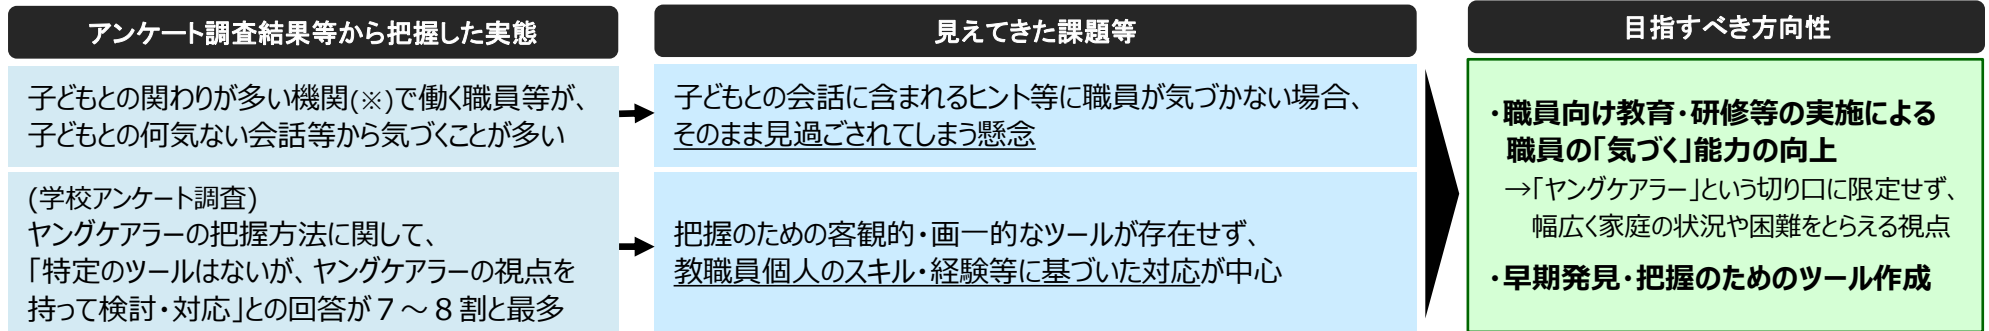 アンケート調査結果等から把握した実態
子どもとの関わりが多い機関(※)で働く職員等が、
子どもとの何気ない会話等から気づくことが多い
(学校アンケート調査)
ヤングケアラーの把握方法に関して、
「特定のツールはないが、ヤングケアラーの視点を
持って検討・対応」との回答が７～８割と最多
見えてきた課題等
子どもとの会話に含まれるヒント等に職員が気づかない場合、
そのまま見過ごされてしまう懸念
把握のための客観的・画一的なツールが存在せず、
教職員個人のスキル・経験等に基づいた対応が中心
目指すべき方向性
・職員向け教育・研修等の実施による
職員の「気づく」能力の向上
→「ヤングケアラー」という切り口に限定せず、
幅広く家庭の状況や困難をとらえる視点
・早期発見・把握のためのツール作成